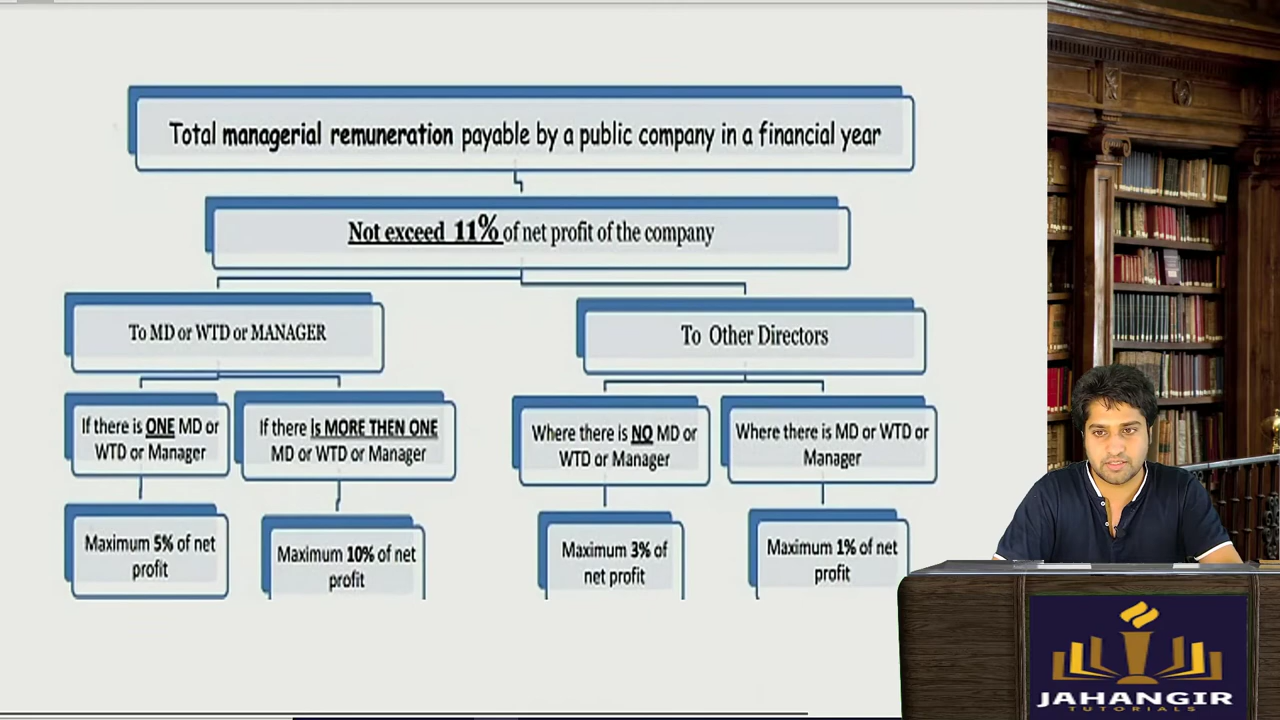 Total managerial remuneration payable by a public company in a financial year
Not exceed 11% of net profit of the company
To MD or WTD or MANAGER
To Other Directors
If there is ONE MD or
WTD or Manager
If there is MORE THEN ONE
MD or WTD or Manager
Where there is NO MD or
WTD or Manager
Where there is MD or WTD or
Manager
Maximum 5% of net
profit
Maximum 10% of net
profit
Maximum 3% of
net profit
Maximum 1% of net
profit
JAHANGIR
TUTORIALS